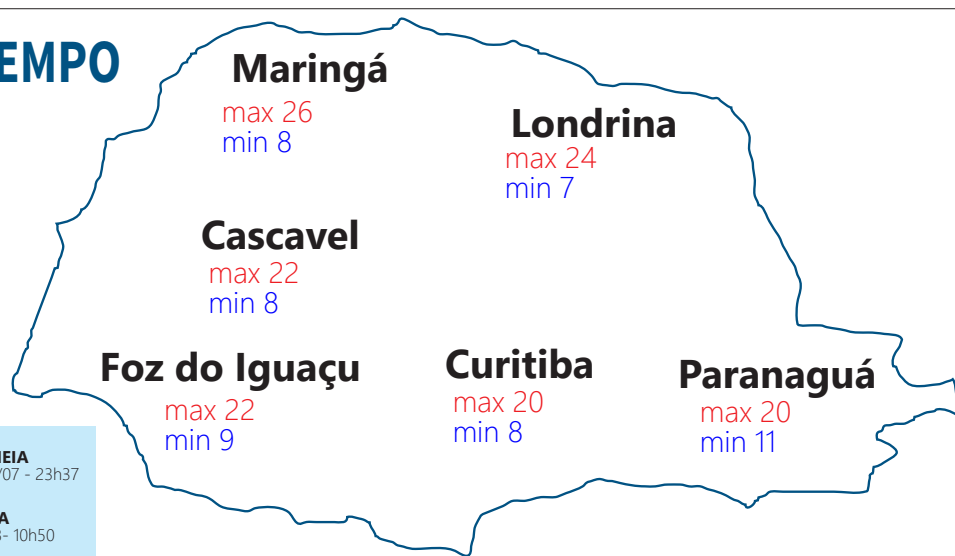 EMPO
Maringá
max 26
min 8
Londrina
max 24
min 7
Cascavel
max 22
min 8
Foz do Iguaçu
max 22
min 9
Curitiba
max 20
min 8
Paranaguá
max 20
min 11
EIA
/07 - 23h37
A
- 10h50